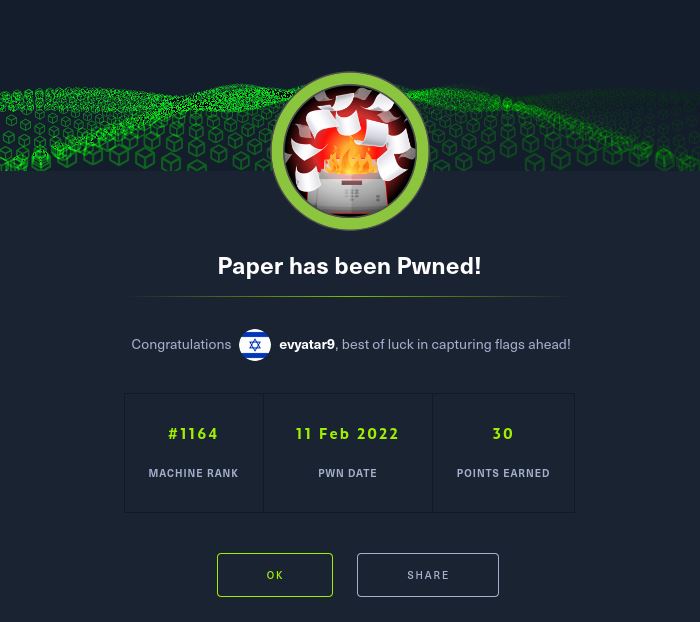 Paper has been Pwned!
Congratulations evyatar9, best of luck in capturing flags ahead!
#1164 11 Feb 2022 30
MACHINE RANK PWN DATE POINTS EARNED
OK SHARE